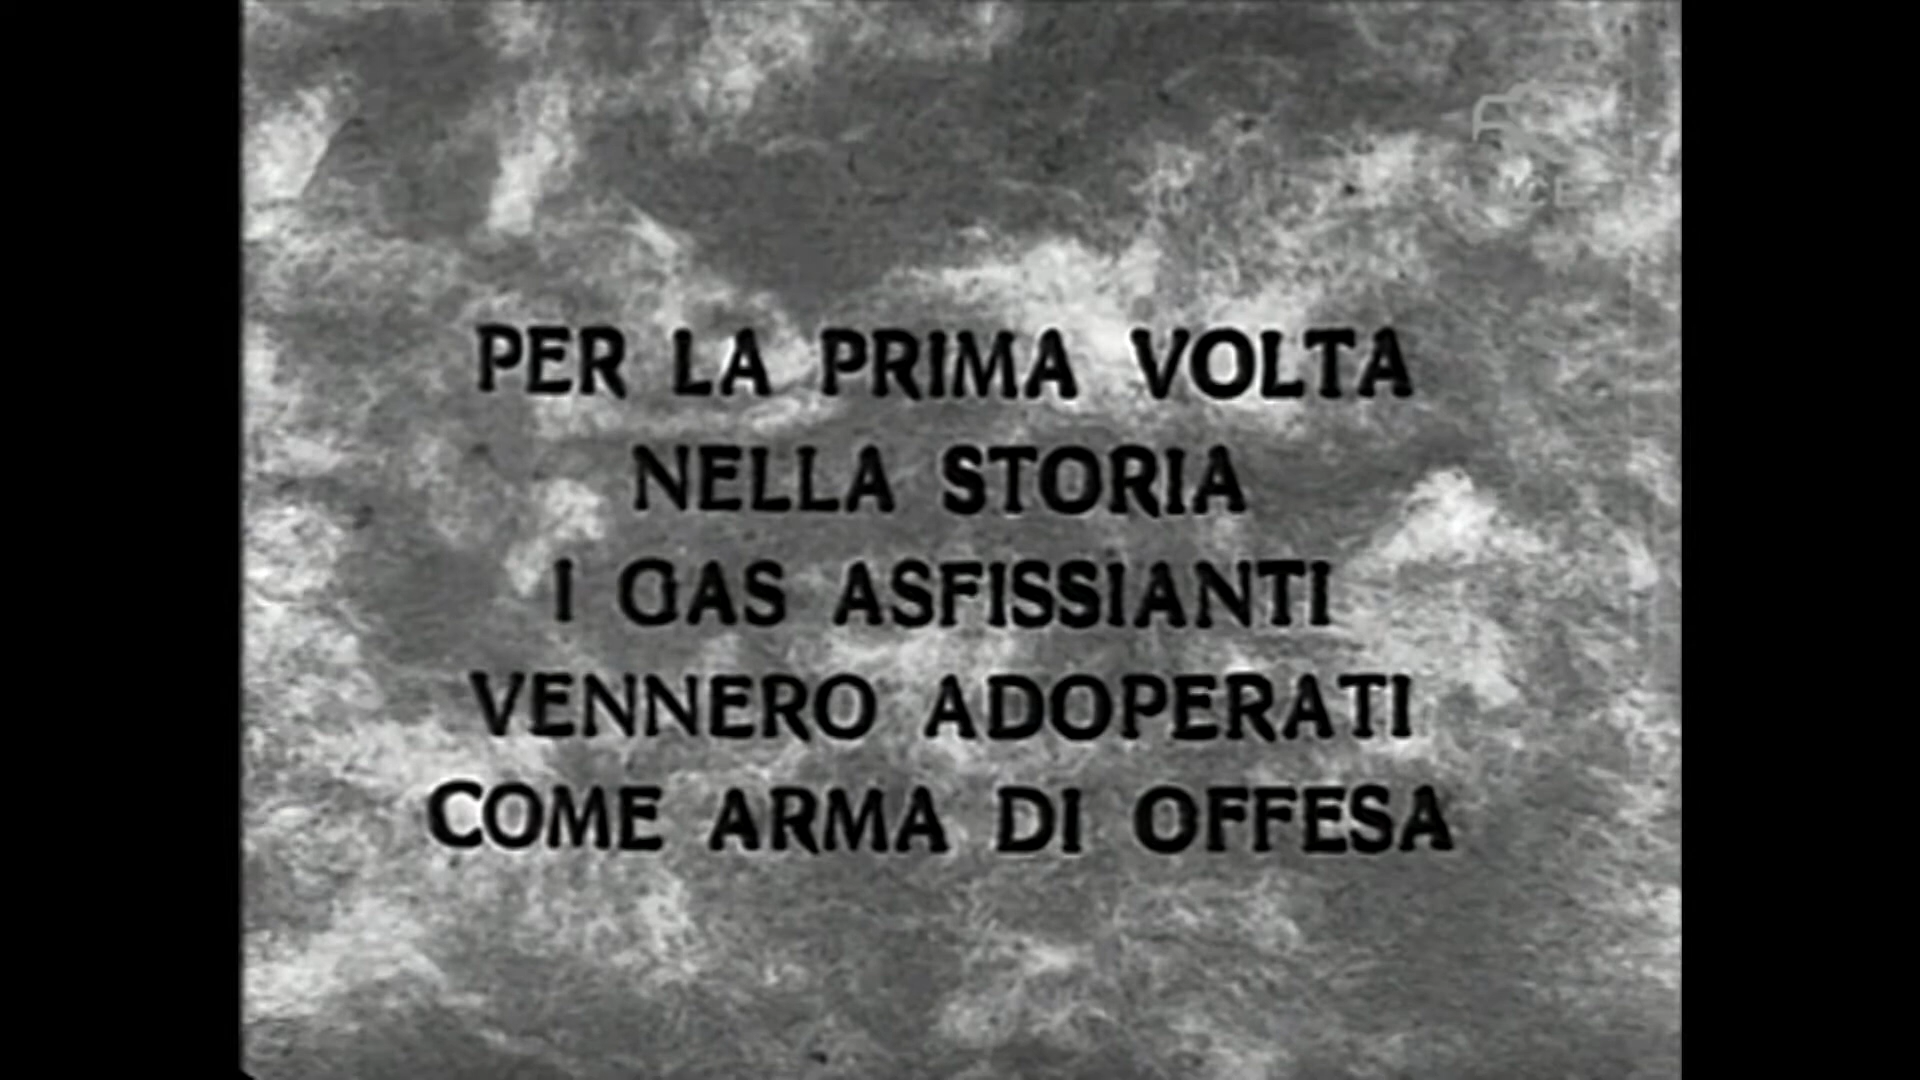 PER LA PRIMA VOLTA
NELLA STORIA
I GAS ASFISSIANTI
VENNERO ADOPERATI
COME ARMA DI OFFESA